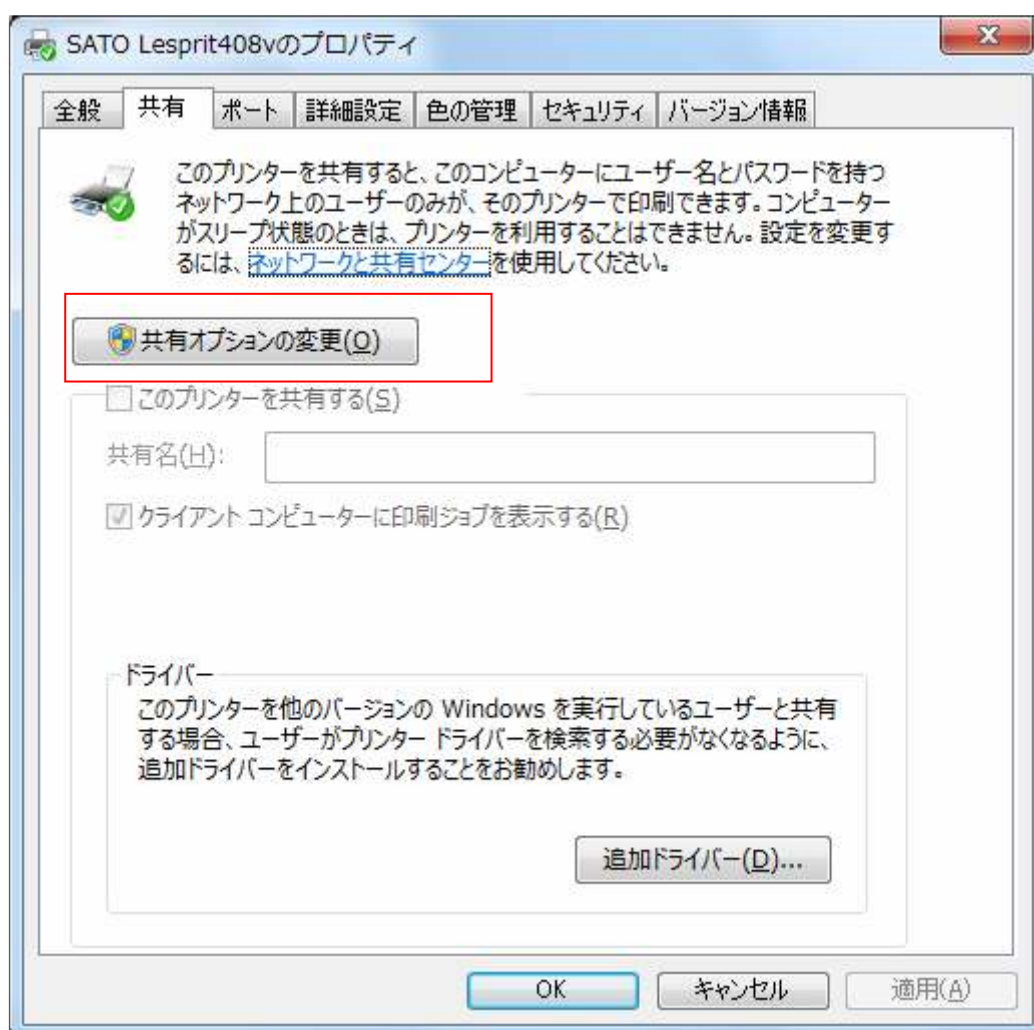 SATO Lesprit408vのプロパティ
全般 共有 ポート 詳細設定 色の管理 セキュリティ バージョン情報
このプリンターを共有すると、このコンピューターにユーザー名とパスワードを持つ
ネットワーク上のユーザーのみが、そのプリンターで印刷できます。コンピューター
がスリープ状態のときは、プリンターを利用することはできません。設定を変更す
るには、ネットワークと共有センターを使用してください。
共有オプションの変更(O)
このプリンターを共有する(S)
共有名(H):
クライアント コンピューターに印刷ジョブを表示する(R)
ドライバー
このプリンターを他のバージョンの Windows を実行しているユーザーと共有
する場合、ユーザーがプリンター ドライバーを検索する必要がなくなるように、
追加ドライバーをインストールすることをお勧めします。
追加ドライバー(D)...
OK キャンセル 適用(A)